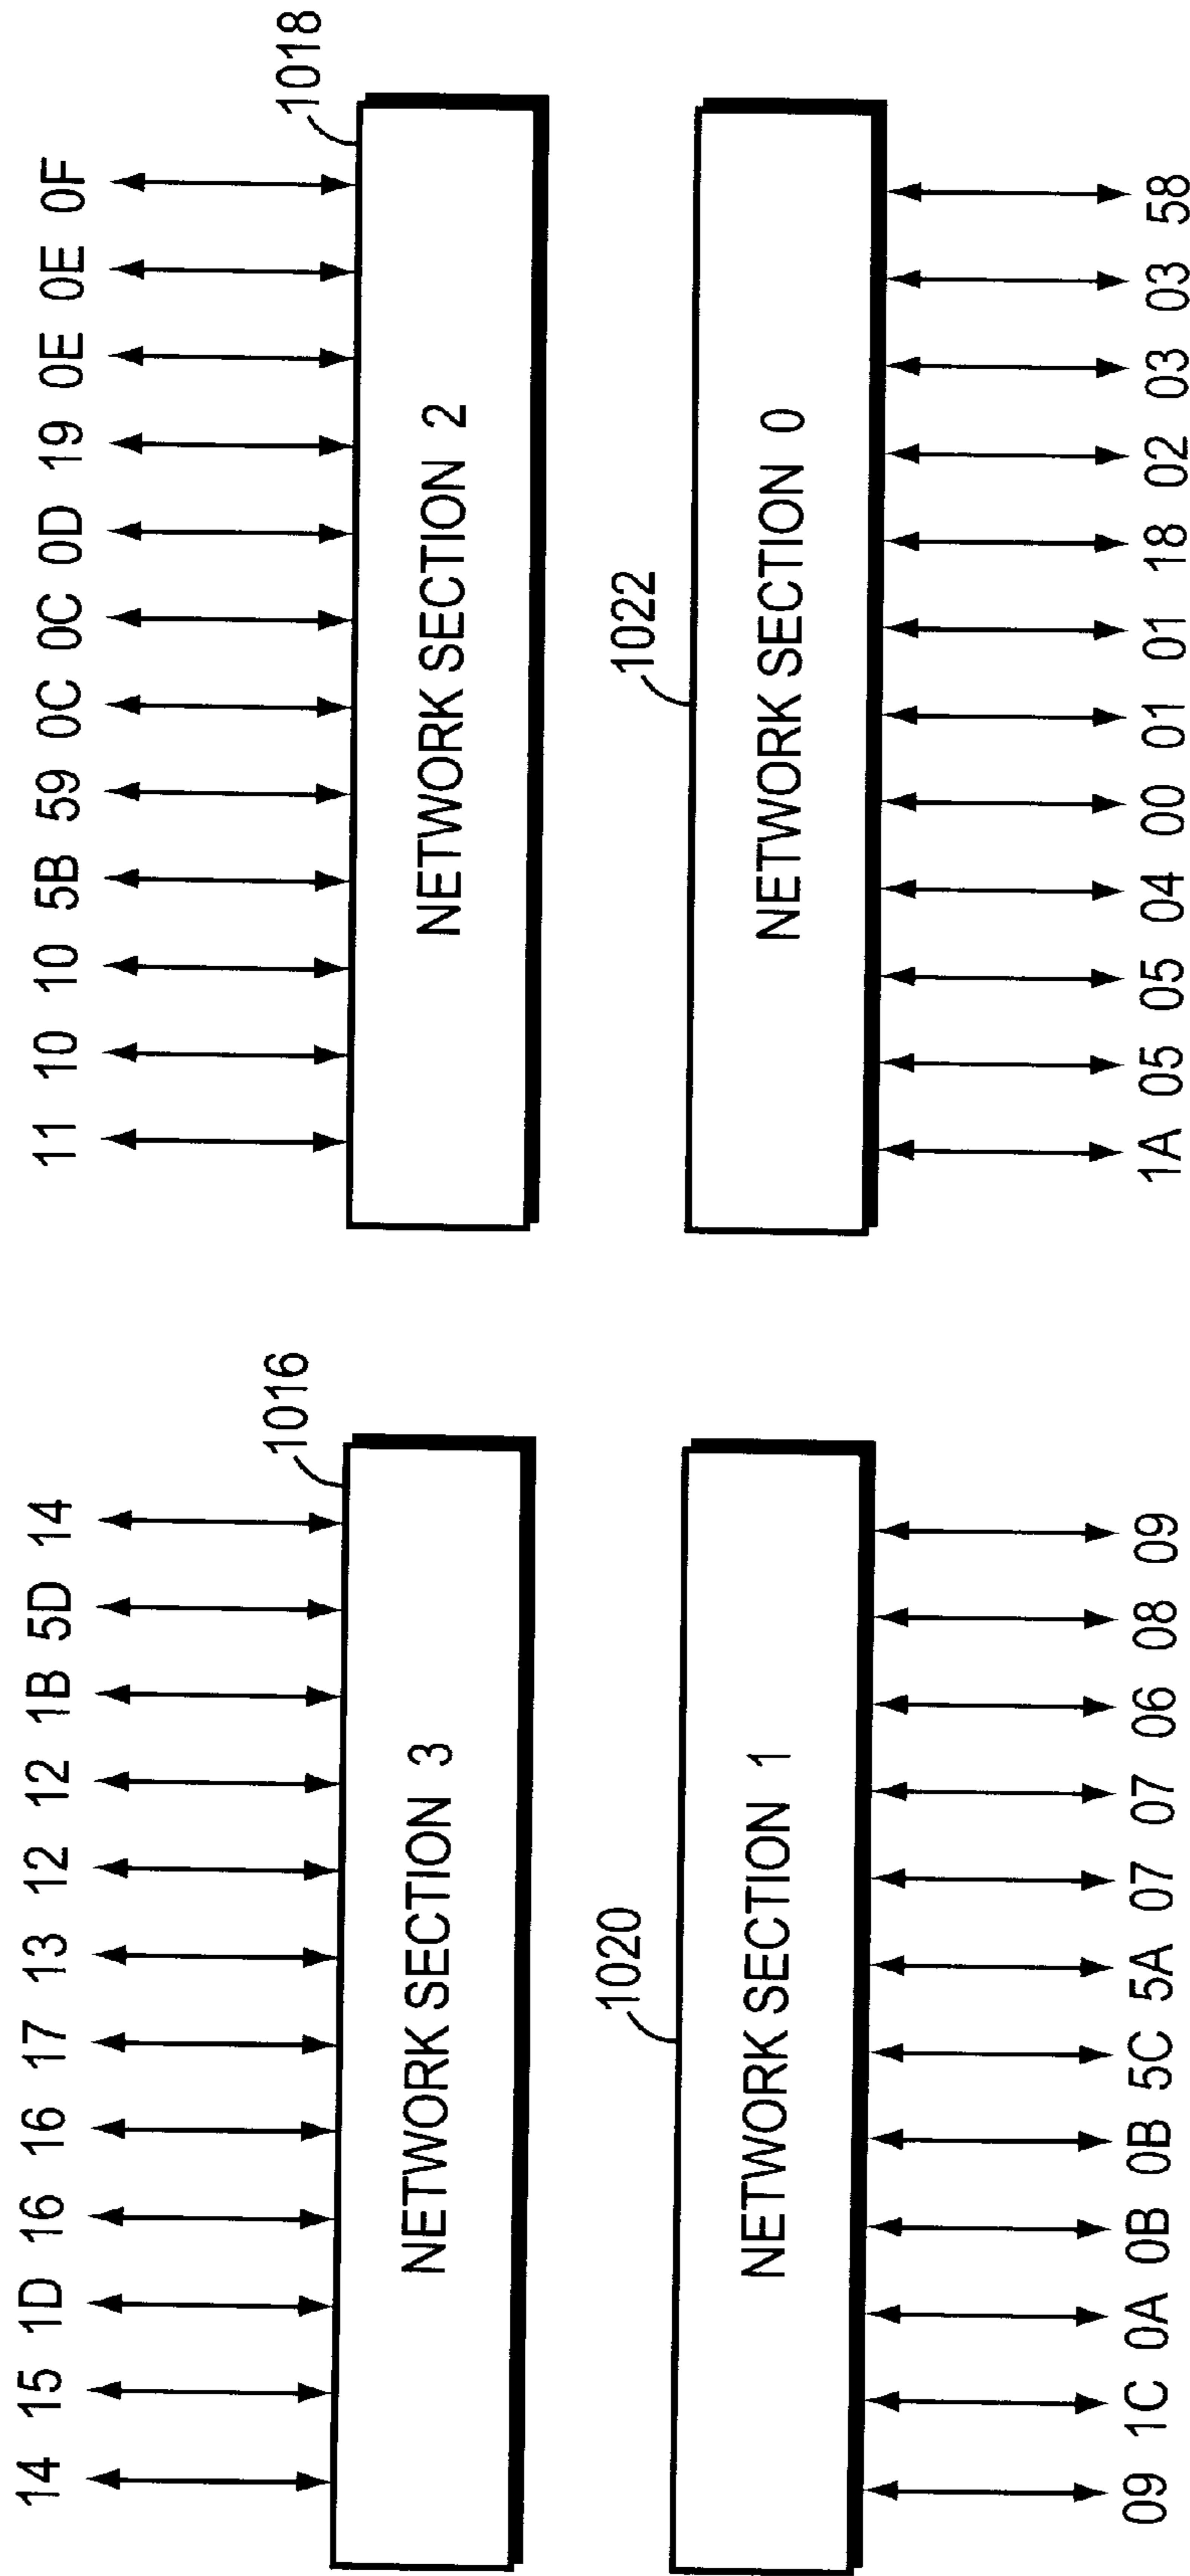 14 15 1D 16 16 17 13 12 12 1B 5D 14
1016
NETWORK SECTION 3
11 10 10 5B 59 0C 0C 0D 19 0E 0E 0F
1018
NETWORK SECTION 2
1020
NETWORK SECTION 1
09 1C 0A 0B 0B 5C 5A 07 07 06 08 09
1022
NETWORK SECTION 0
1A 05 05 04 00 01 01 18 02 03 03 58